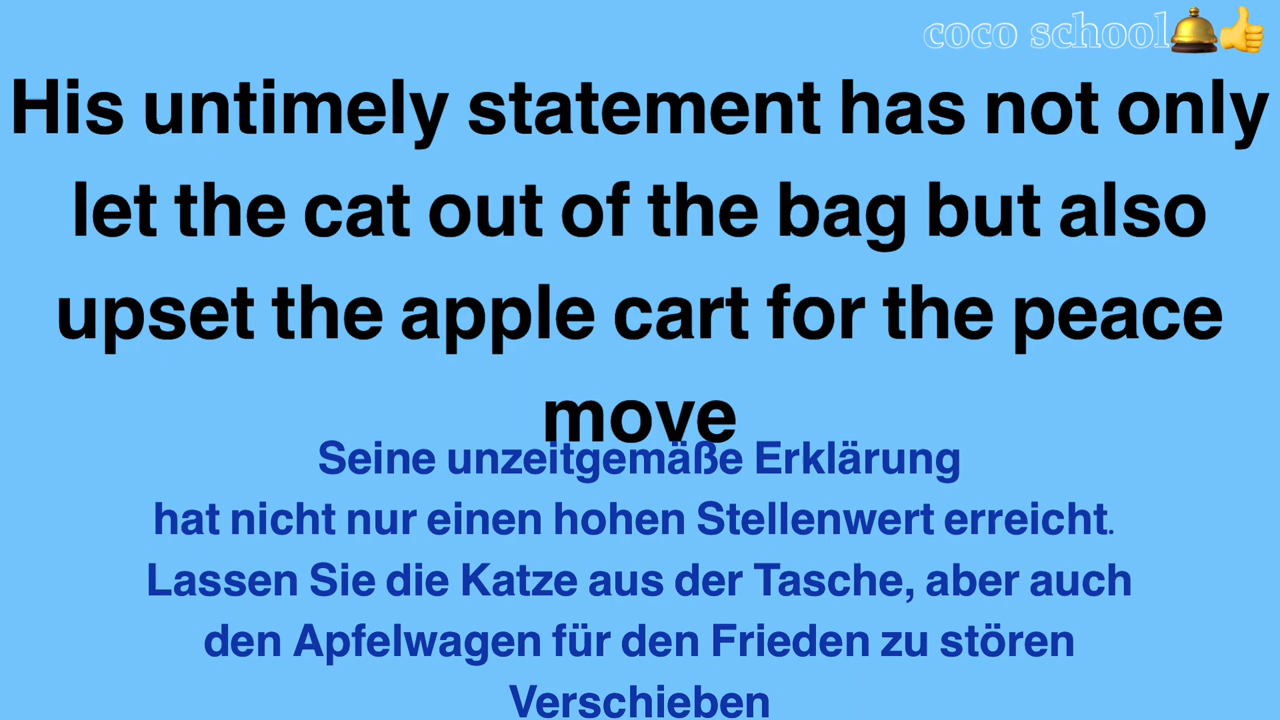 coco school
His untimely statement has not only
let the cat out of the bag but also
upset the apple cart for the peace
move
Seine unzeitgemäße Erklärung
hat nicht nur einen hohen Stellenwert erreicht.
Lassen Sie die Katze aus der Tasche, aber auch
den Apfelwagen für den Frieden zu stören
Verschieben